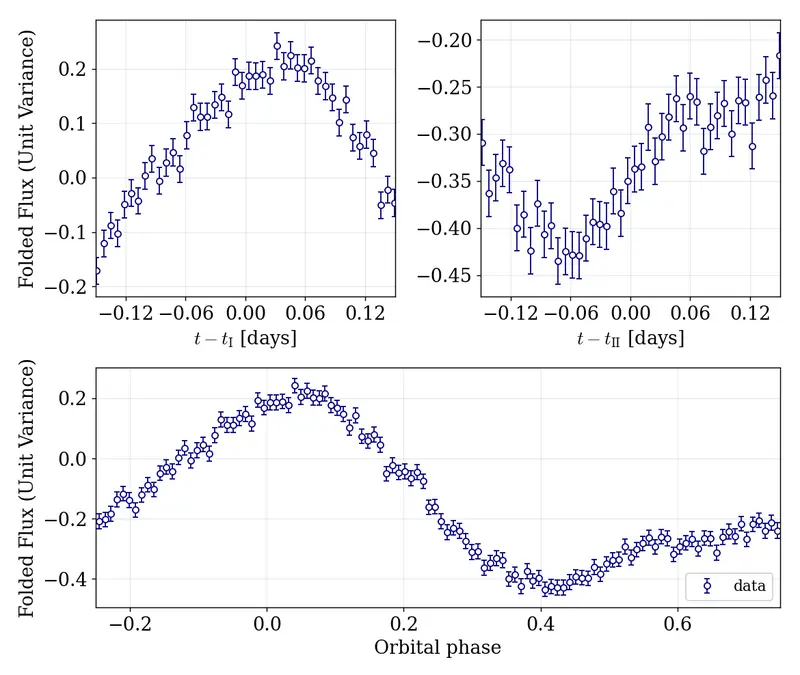 Folded Flux (Unit Variance)
0.2
0.1
0.0
−0.1
−0.2
−0.12 −0.06 0.00 0.06 0.12
t − tI [days]
−0.20
−0.25
−0.30
−0.35
−0.40
−0.45
−0.12 −0.06 0.00 0.06 0.12
t − tII [days]
Folded Flux (Unit Variance)
0.2
0.0
−0.2
−0.4
data
−0.2 0.0 0.2 0.4 0.6
Orbital phase